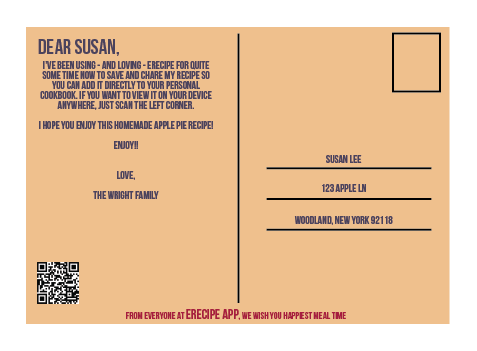 DEAR SUSAN,
I'VE BEEN USING - AND LOVING - ERECIPE FOR QUITE
SOME TIME NOW TO SAVE AND CHARE MY RECIPE SO
YOU CAN ADD IT DIRECTLY TO YOUR PERSONAL
COOKBOOK. IF YOU WANT TO VIEW IT ON YOUR DEVICE
ANYWHERE, JUST SCAN THE LEFT CORNER.
I HOPE YOU ENJOY THIS HOMEMADE APPLE PIE RECIPE!
ENJOY!!
LOVE,
THE WRIGHT FAMILY
SUSAN LEE
123 APPLE LN
WOODLAND, NEW YORK 92118
FROM EVERYONE AT ERECIPE APP, WE WISH YOU HAPPIEST MEAL TIME